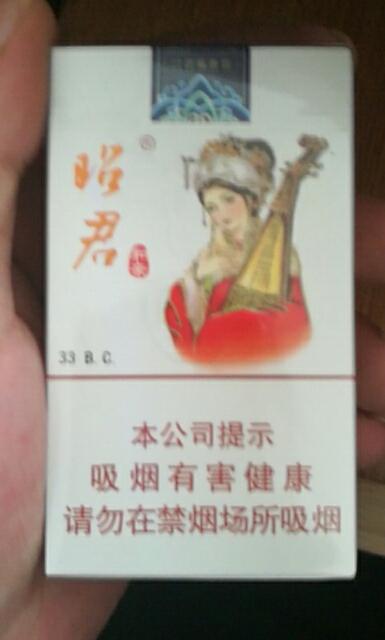 ®
昭
君
33 B.C.
本公司提示
吸烟有害健康
请勿在禁烟场所吸烟